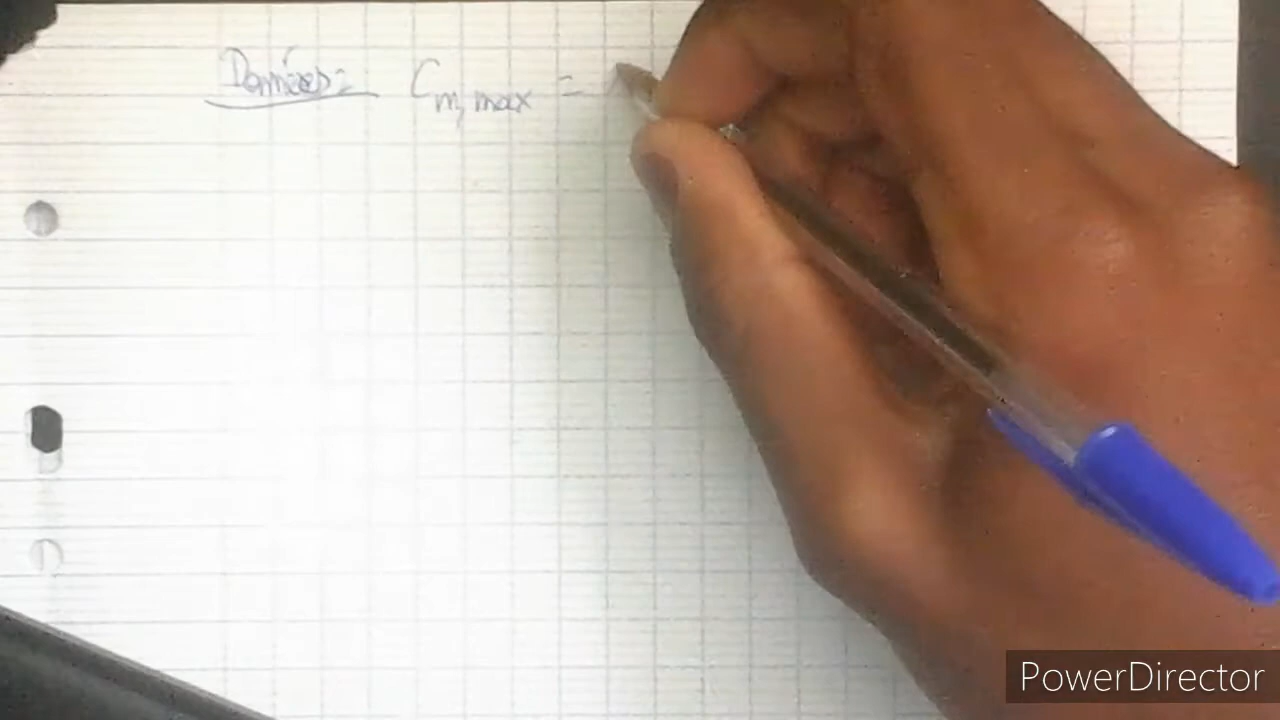 Données: Cm, max =
PowerDirector